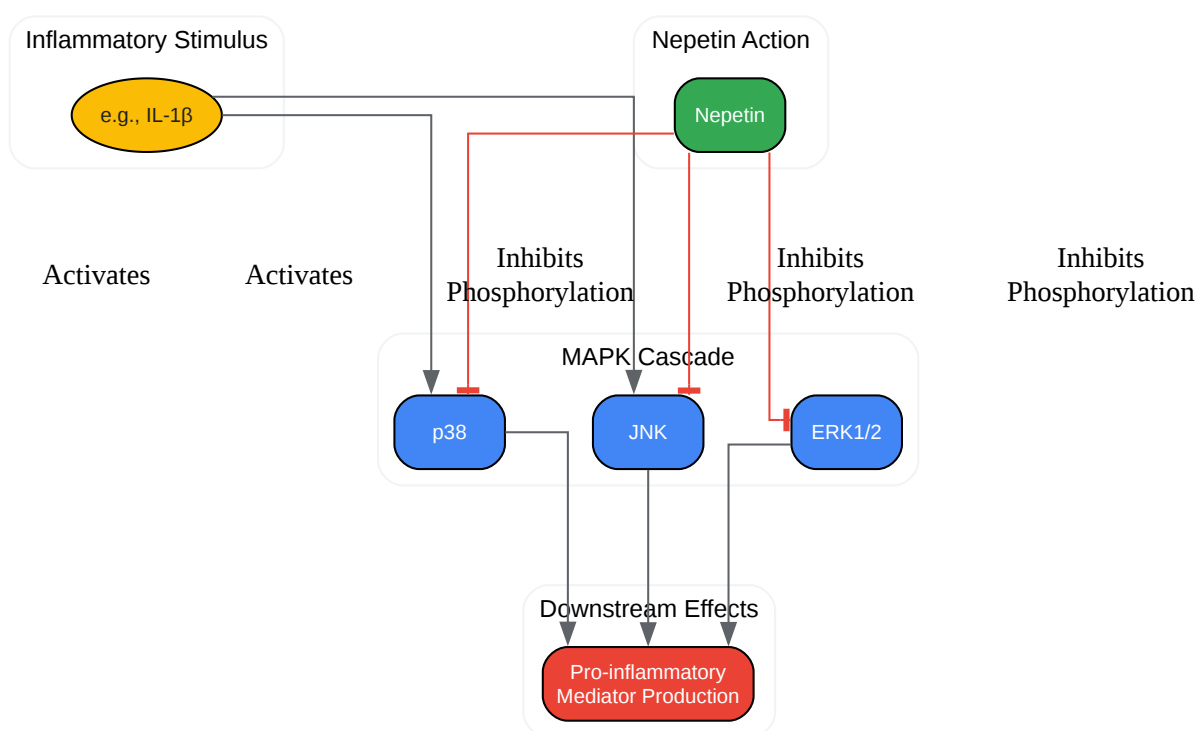 Inflammatory Stimulus
Nepetin Action
e.g., IL-1β
Nepetin
Activates
Activates
Inhibits
Phosphorylation
Inhibits
Phosphorylation
Inhibits
Phosphorylation
MAPK Cascade
p38
JNK
ERK1/2
Downstream Effects
Pro-inflammatory
Mediator Production